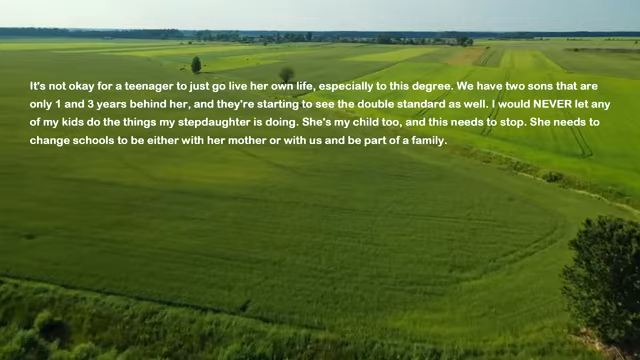 It's not okay for a teenager to just go live her own life, especially to this degree. We have two sons that are
only 1 and 3 years behind her, and they're starting to see the double standard as well. I would NEVER let any
of my kids do the things my stepdaughter is doing. She's my child too, and this needs to stop. She needs to
change schools to be either with her mother or with us and be part of a family.